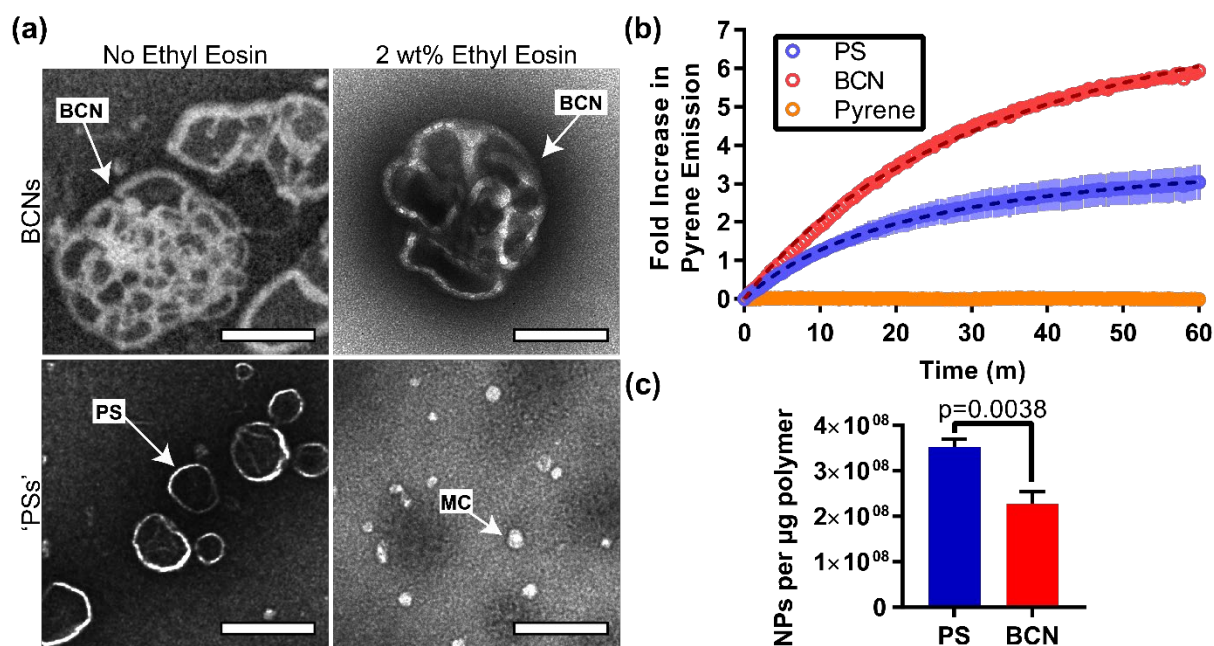 (a)
No Ethyl Eosin
2 wt% Ethyl Eosin
BCNs
BCN
BCN
'PSs'
PS
MC
(b)
Fold Increase in
Pyrene Emission
7
6
5
4
3
2
1
0
PS
BCN
Pyrene
0 10 20 30 40 50 60
Time (m)
(c)
p=0.0038
NPs per µg polymer
4×10⁰⁸
3×10⁰⁸
2×10⁰⁸
1×10⁰⁸
0
PS BCN